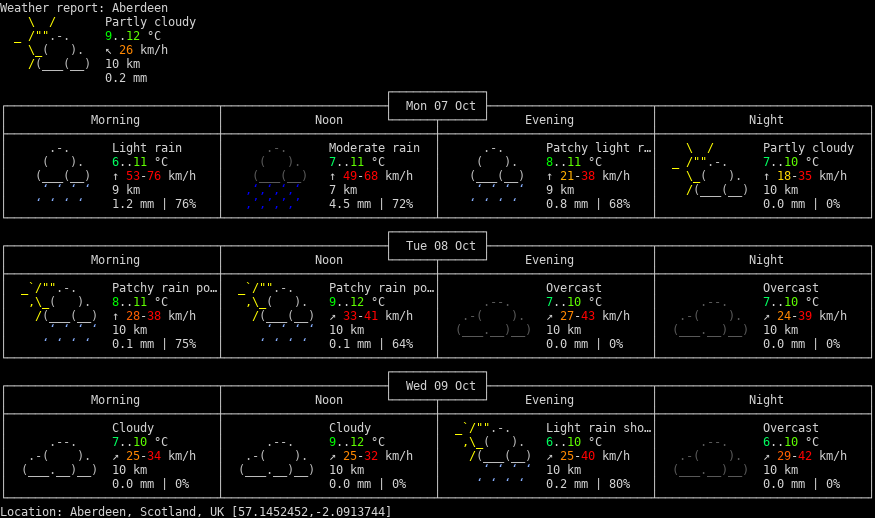 Weather report: Aberdeen
Partly cloudy
9..12 °C
↖ 26 km/h
10 km
0.2 mm
Mon 07 Oct
Morning Noon Evening Night
Light rain Moderate rain Patchy light r… Partly cloudy
6..11 °C 7..11 °C 8..11 °C 7..10 °C
↑ 53-76 km/h ↑ 49-68 km/h ↑ 21-38 km/h ↑ 18-35 km/h
9 km 7 km 9 km 10 km
1.2 mm | 76% 4.5 mm | 72% 0.8 mm | 68% 0.0 mm | 0%
Tue 08 Oct
Morning Noon Evening Night
Patchy rain po… Patchy rain po… Overcast Overcast
8..11 °C 9..12 °C 7..10 °C 7..10 °C
↑ 28-38 km/h ↗ 33-41 km/h ↗ 27-43 km/h ↗ 24-39 km/h
10 km 10 km 10 km 10 km
0.1 mm | 75% 0.1 mm | 64% 0.0 mm | 0% 0.0 mm | 0%
Wed 09 Oct
Morning Noon Evening Night
Cloudy Cloudy Light rain sho… Overcast
7..10 °C 9..12 °C 6..10 °C 6..10 °C
↗ 25-34 km/h ↗ 25-32 km/h ↗ 25-40 km/h ↗ 29-42 km/h
10 km 10 km 10 km 10 km
0.0 mm | 0% 0.0 mm | 0% 0.2 mm | 80% 0.0 mm | 0%
Location: Aberdeen, Scotland, UK [57.1452452,-2.0913744]